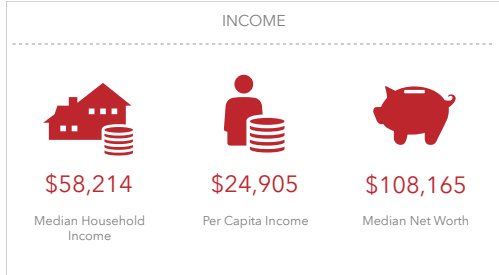 INCOME
$58,214
$24,905
$108,165
Median Household
Income
Per Capita Income
Median Net Worth